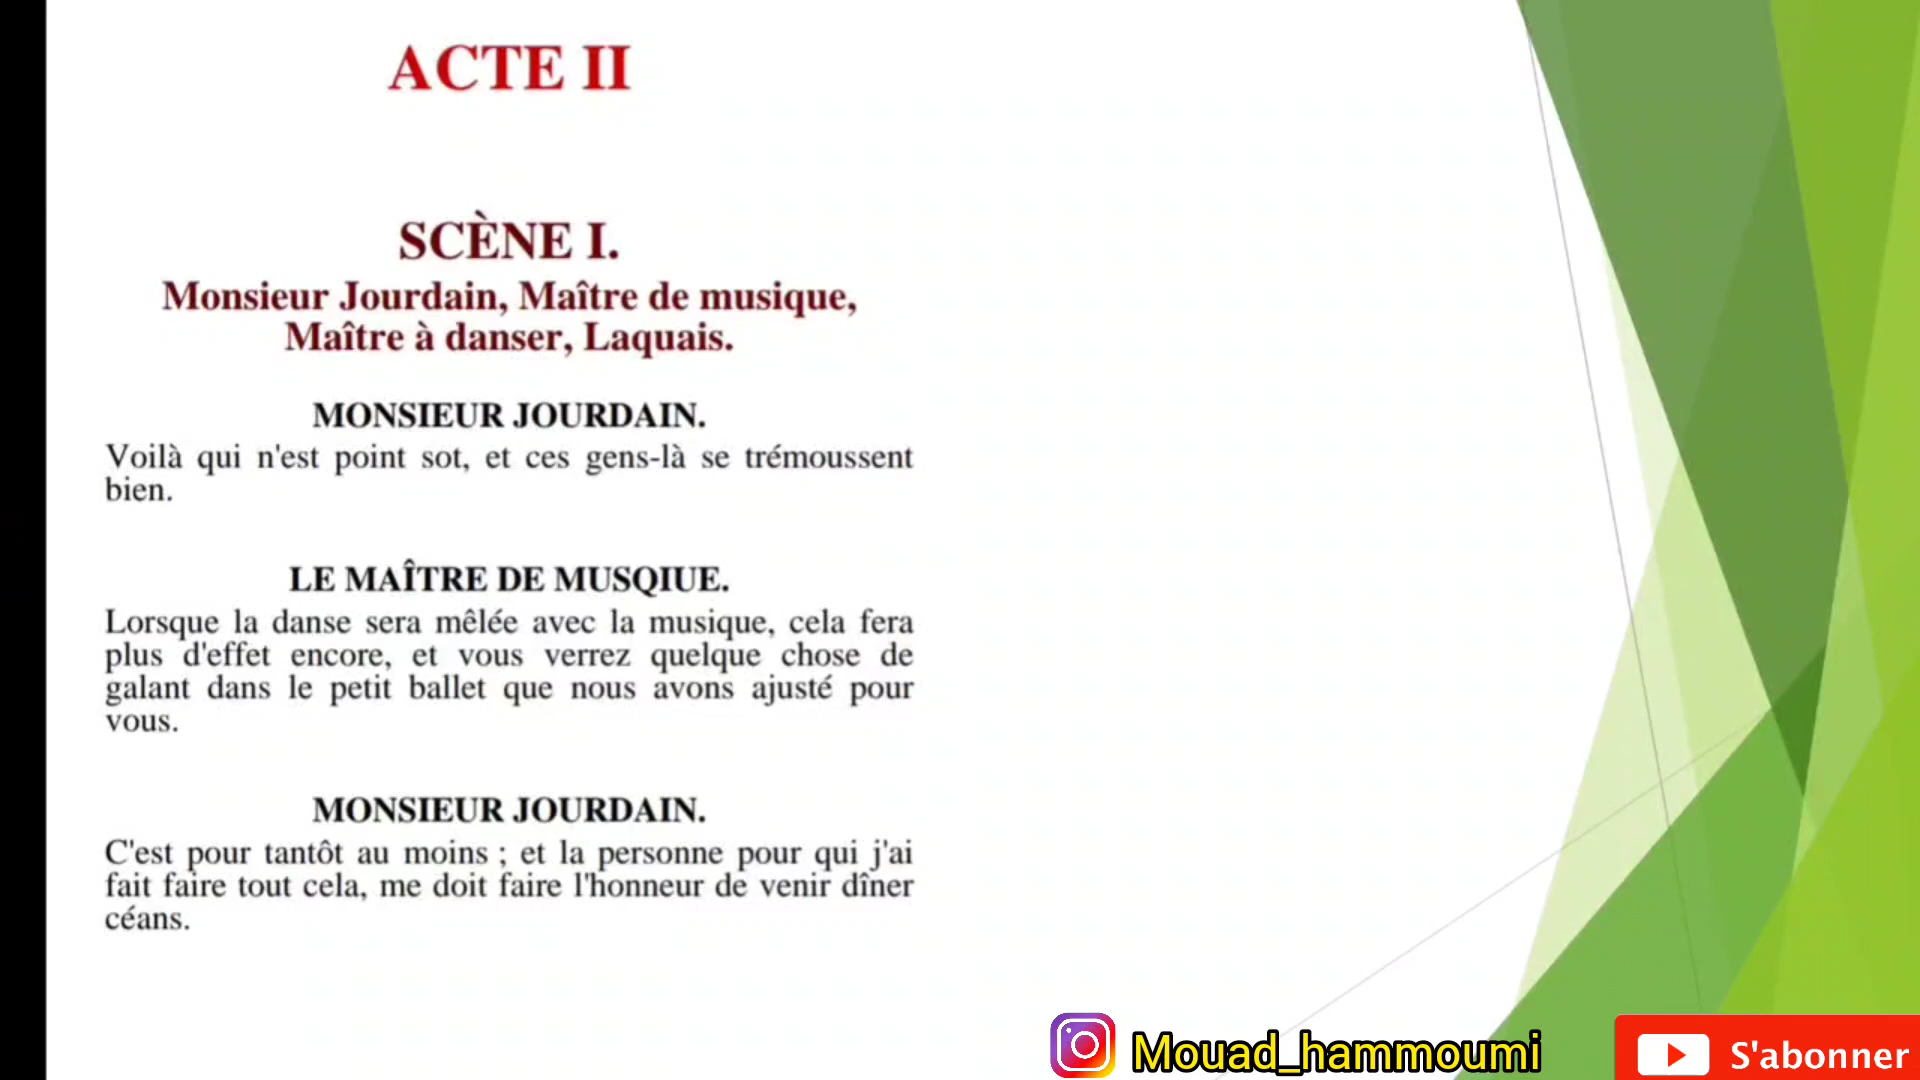 ACTE II
SCÈNE I.
Monsieur Jourdain, Maître de musique,
Maître à danser, Laquais.
MONSIEUR JOURDAIN.
Voilà qui n'est point sot, et ces gens-là se trémoussent
bien.
LE MAÎTRE DE MUSQIUE.
Lorsque la danse sera mêlée avec la musique, cela fera
plus d'effet encore, et vous verrez quelque chose de
galant dans le petit ballet que nous avons ajusté pour
vous.
MONSIEUR JOURDAIN.
C'est pour tantôt au moins ; et la personne pour qui j'ai
fait faire tout cela, me doit faire l'honneur de venir dîner
céans.
Mouad_hammoumi
S'abonner